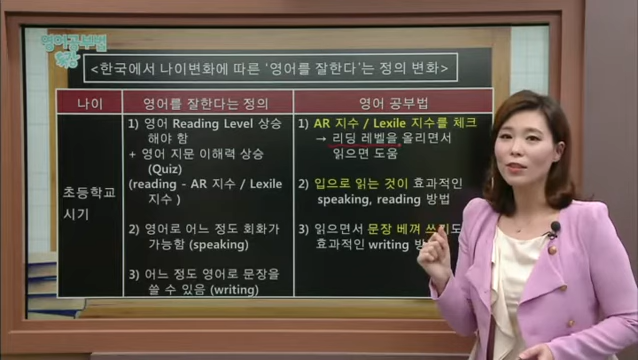 영어공부법
특강
<한국에서 나이변화에 따른 '영어를 잘한다'는 정의 변화>
나이
영어를 잘한다는 정의
영어 공부법
초등학교
시기
1) 영어 Reading Level 상승
해야 함
+ 영어 지문 이해력 상승
(Quiz)
(reading - AR 지수 / Lexile
지수 )
2) 영어로 어느 정도 회화가
가능함 (speaking)
3) 어느 정도 영어로 문장을
쓸 수 있음 (writing)
1) AR 지수 / Lexile 지수를 체크
→ 리딩 레벨을 올리면서
읽으면 도움
2) 입으로 읽는 것이 효과적인
speaking, reading 방법
3) 읽으면서 문장 베껴 쓰기도
효과적인 writing